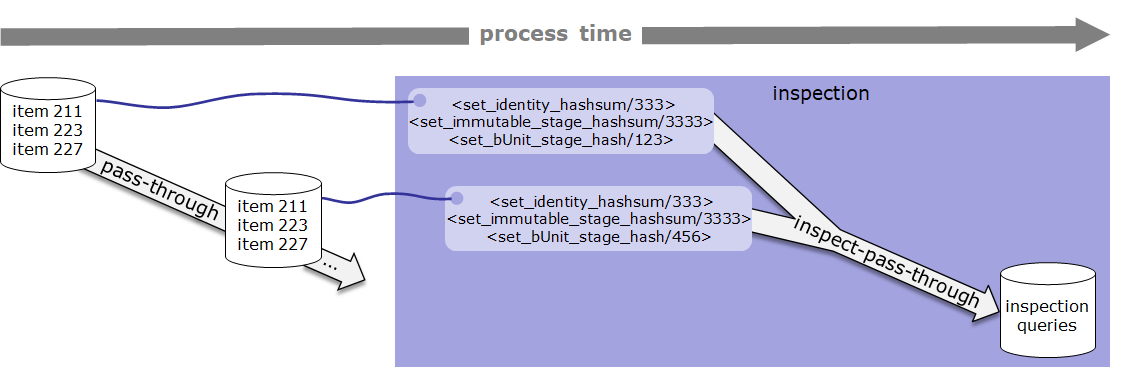 process time
inspection
item 211
item 223
item 227
<set_identity_hashsum/333>
<set_immutable_stage_hashsum/3333>
<set_bUnit_stage_hash/123>
pass-through
item 211
item 223
item 227
...
<set_identity_hashsum/333>
<set_immutable_stage_hashsum/3333>
<set_bUnit_stage_hash/456>
inspect-pass-through
inspection
queries